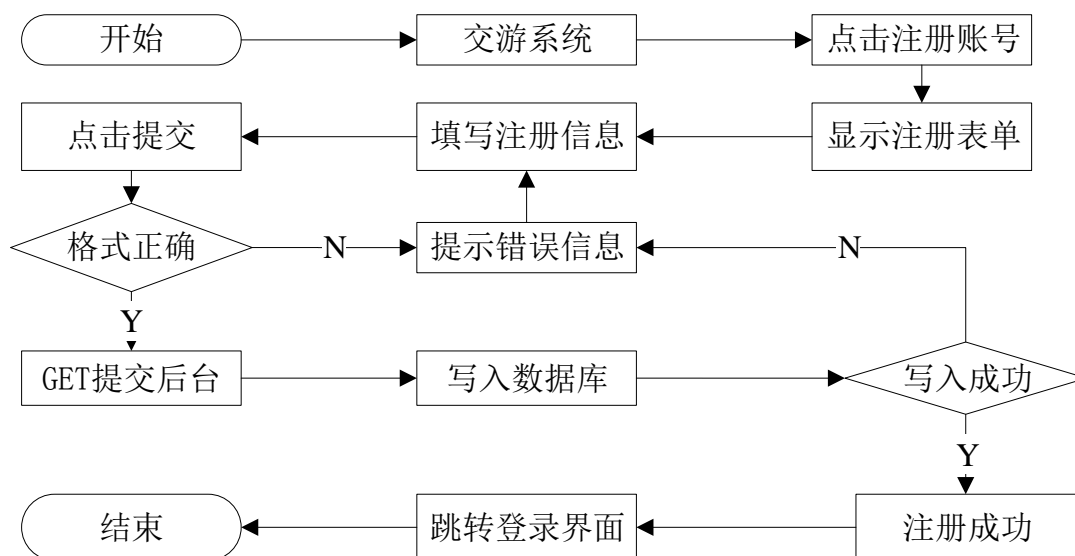 开始
交游系统
点击注册账号
点击提交
填写注册信息
显示注册表单
格式正确
N
提示错误信息
N
Y
GET提交后台
写入数据库
写入成功
Y
结束
跳转登录界面
注册成功